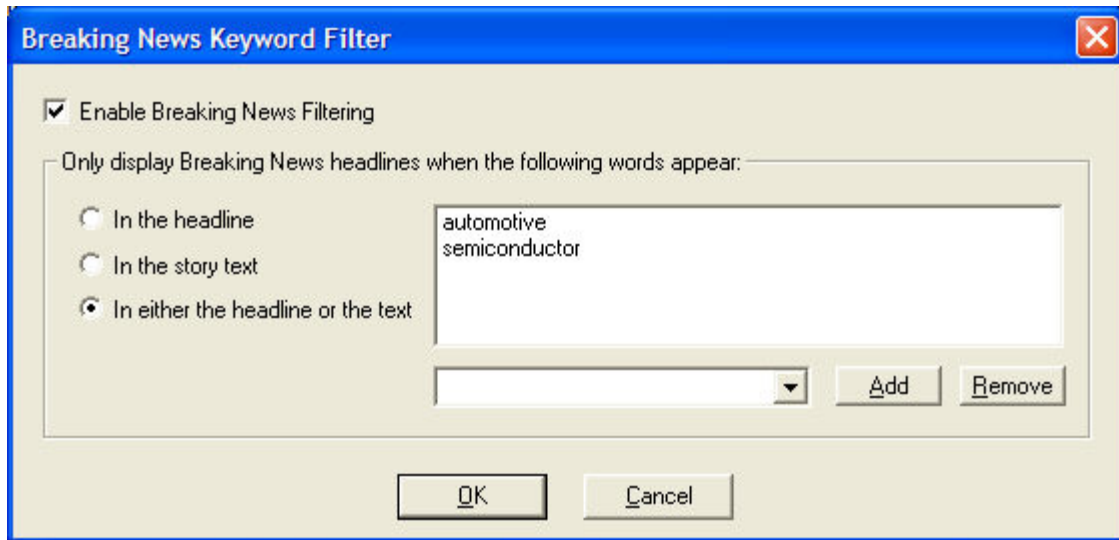 Breaking News Keyword Filter
Enable Breaking News Filtering
Only display Breaking News headlines when the following words appear:
In the headline
In the story text
In either the headline or the text
automotive
semiconductor
Add
Remove
OK
Cancel